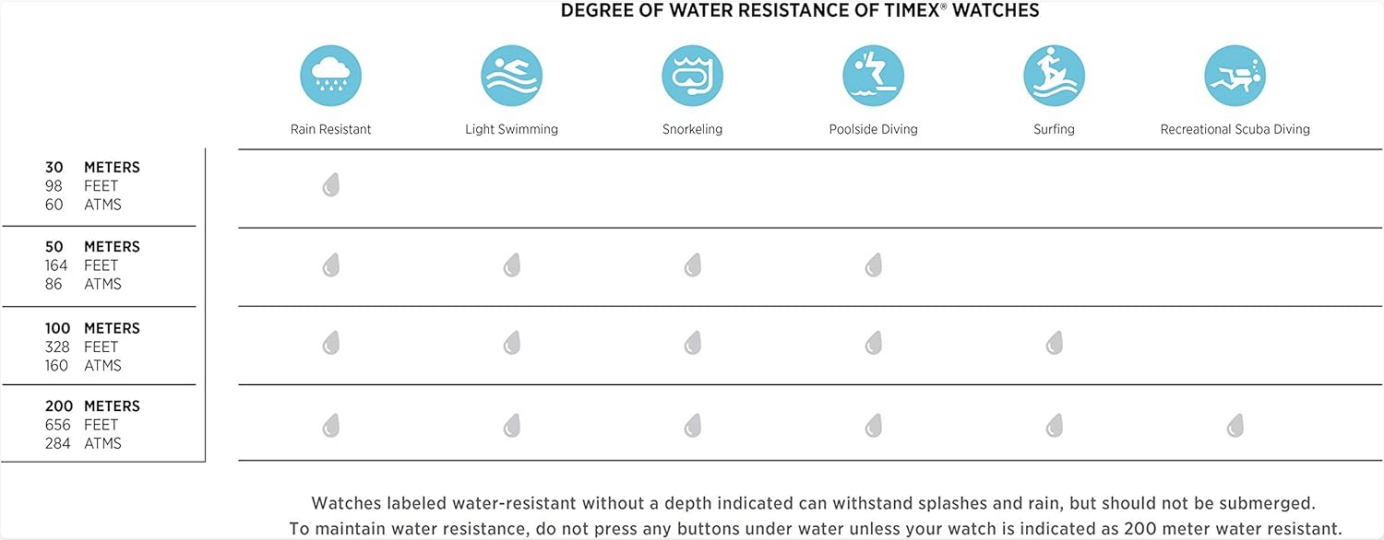 DEGREE OF WATER RESISTANCE OF TIMEX® WATCHES
Rain Resistant
Light Swimming
Snorkeling
Poolside Diving
Surfing
Recreational Scuba Diving
30 METERS
98 FEET
60 ATMS
50 METERS
164 FEET
86 ATMS
100 METERS
328 FEET
160 ATMS
200 METERS
656 FEET
284 ATMS
Watches labeled water-resistant without a depth indicated can withstand splashes and rain, but should not be submerged.
To maintain water resistance, do not press any buttons under water unless your watch is indicated as 200 meter water resistant.